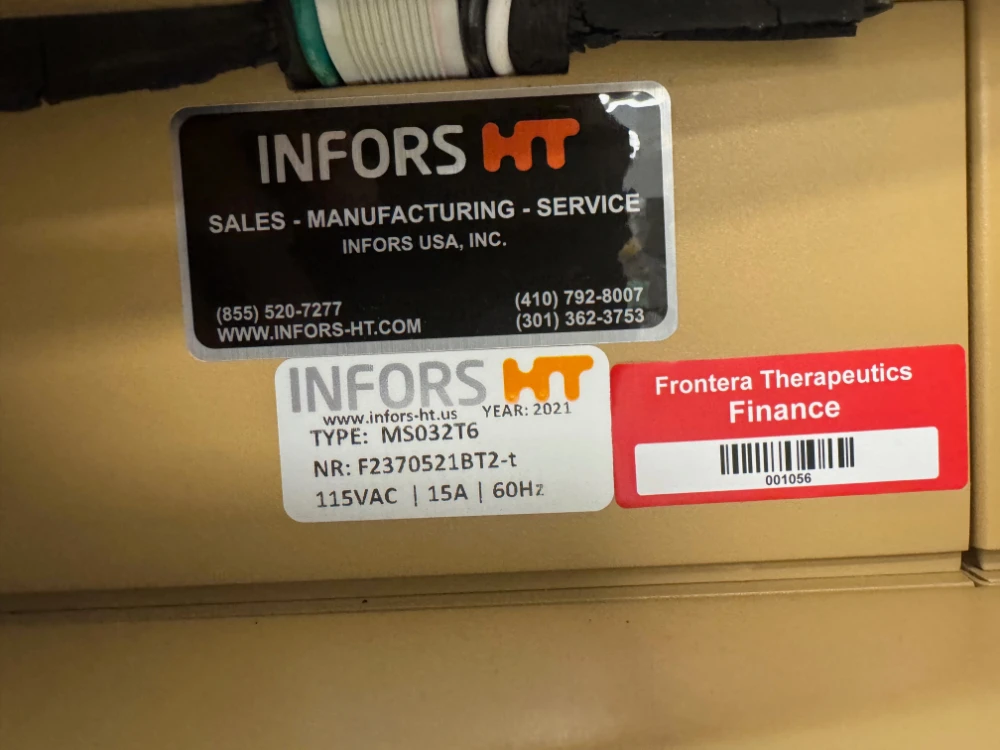 INFORS HT
SALES - MANUFACTURING - SERVICE
INFORS USA, INC.
(855) 520-7277
WWW.INFORS-HT.COM
(410) 792-8007
(301) 362-3753
INFORS HT
www.infors-ht.us YEAR: 2021
TYPE: MS032T6
NR: F2370521BT2-t
115VAC | 15A | 60Hz
Frontera Therapeutics
Finance
001056